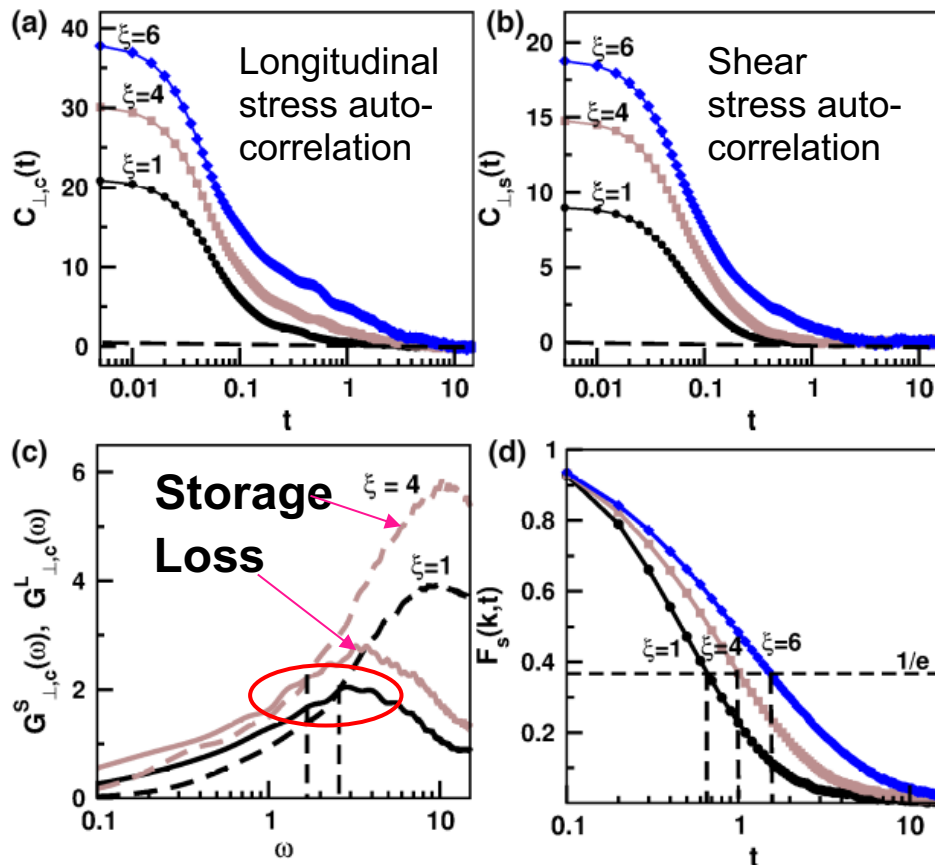 (a)
C⊥,c(t)
40
30
20
10
0
ξ=6
ξ=4
ξ=1
Longitudinal
stress auto-
correlation
0.01
0.1
1
10
t
(b)
C⊥,s(t)
20
15
10
5
0
ξ=6
ξ=4
ξ=1
Shear
stress auto-
correlation
0.01
0.1
1
10
t
(c)
G^S⊥,c(ω), G^L⊥,c(ω)
6
4
2
0
Storage
Loss
ξ = 4
ξ=1
0.1
1
10
ω
(d)
F_s(k,t)
1
0.8
0.6
0.4
0.2
ξ=1
ξ=4
ξ=6
1/e
0.1
1
10
t